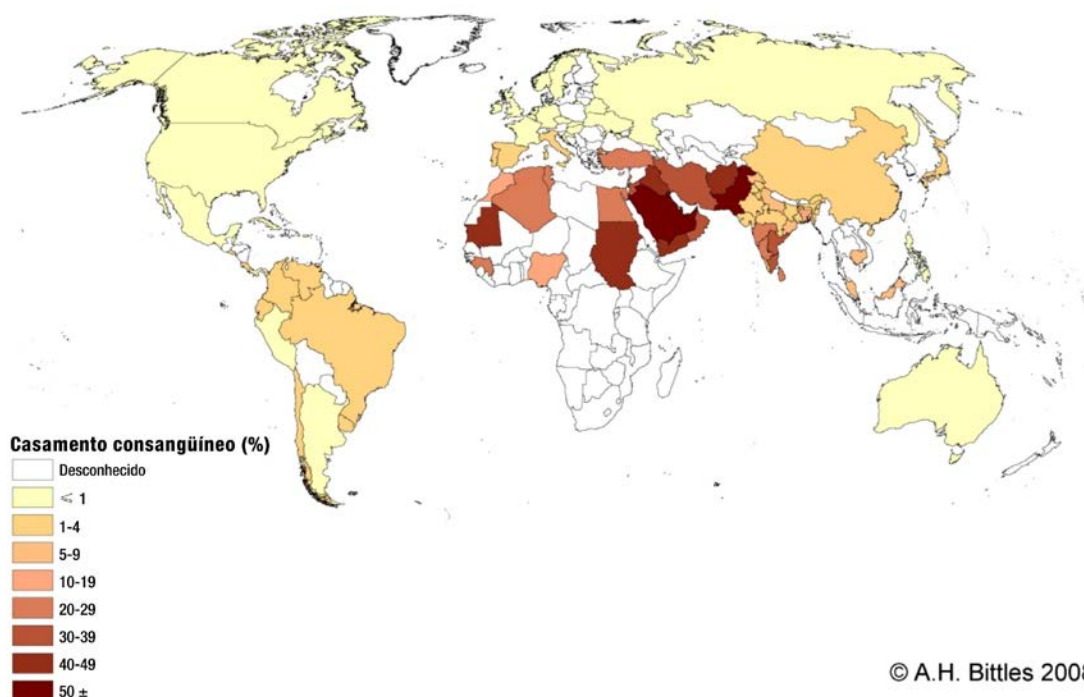 Casamento consangüíneo (%)
Desconhecido
< 1
1-4
5-9
10-19
20-29
30-39
40-49
50 ±
© A.H. Bittles 2008